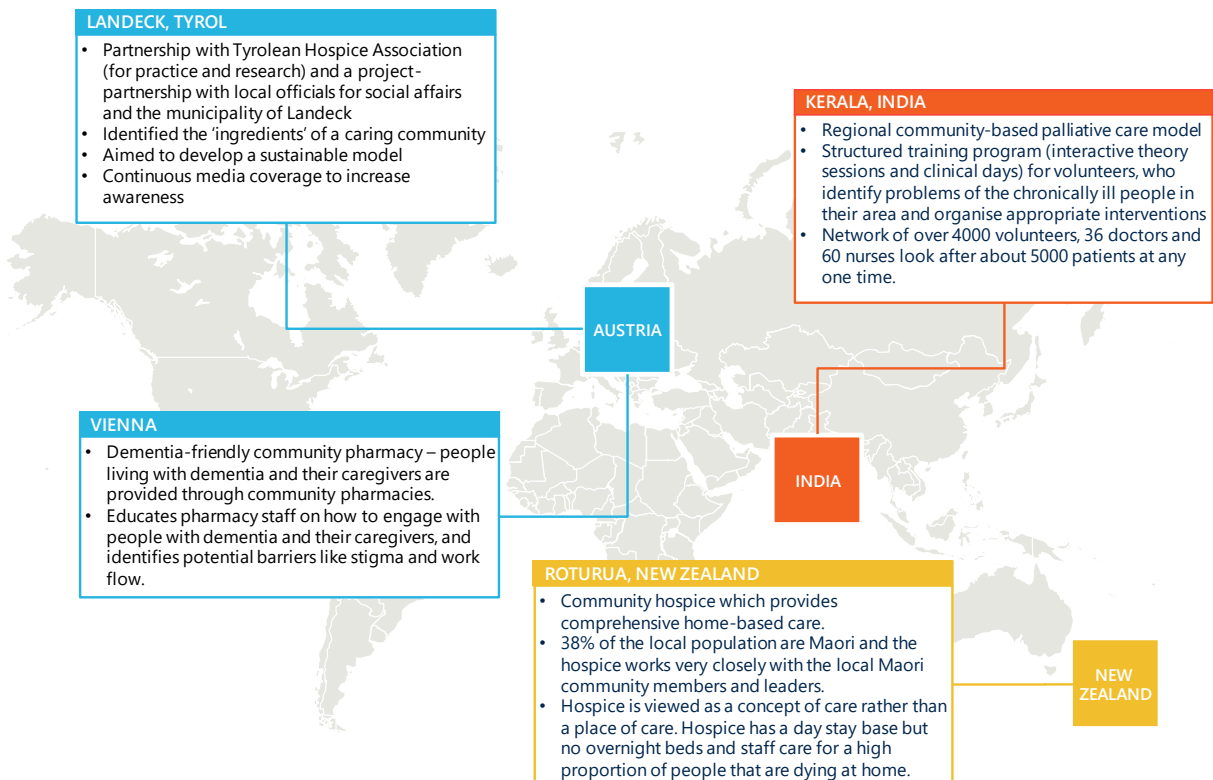 LANDECK, TYROL
• Partnership with Tyrolean Hospice Association
(for practice and research) and a project-
partnership with local officials for social affairs
and the municipality of Landeck
• Identified the ‘ingredients’ of a caring community
• Aimed to develop a sustainable model
• Continuous media coverage to increase
awareness
KERALA, INDIA
• Regional community-based palliative care model
• Structured training program (interactive theory
sessions and clinical days) for volunteers, who
identify problems of the chronically ill people in
their area and organise appropriate interventions
• Network of over 4000 volunteers, 36 doctors and
60 nurses look after about 5000 patients at any
one time.
AUSTRIA
VIENNA
• Dementia-friendly community pharmacy – people
living with dementia and their caregivers are
provided through community pharmacies.
• Educates pharmacy staff on how to engage with
people with dementia and their caregivers, and
identifies potential barriers like stigma and work
flow.
INDIA
ROTURUA, NEW ZEALAND
• Community hospice which provides
comprehensive home-based care.
• 38% of the local population are Maori and the
hospice works very closely with the local Maori
community members and leaders.
• Hospice is viewed as a concept of care rather than
a place of care. Hospice has a day stay base but
no overnight beds and staff care for a high
proportion of people that are dying at home.
NEW
ZEALAND